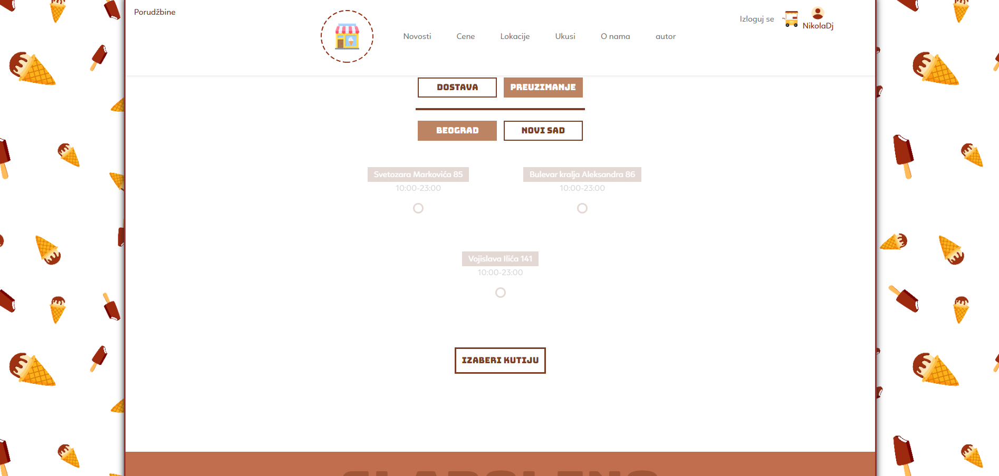 Porudžbine
Izloguj se
NikolaDj
Novosti Cene Lokacije Ukusi O nama autor
DOSTAVA PREUZIMANJE
BEOGRAD NOVI SAD
Svetozara Markovića 85 Bulevar kralja Aleksandra 86
10:00-23:00 10:00-23:00
Vojislava Ilića 141
10:00-23:00
IZABERI KUTIJU